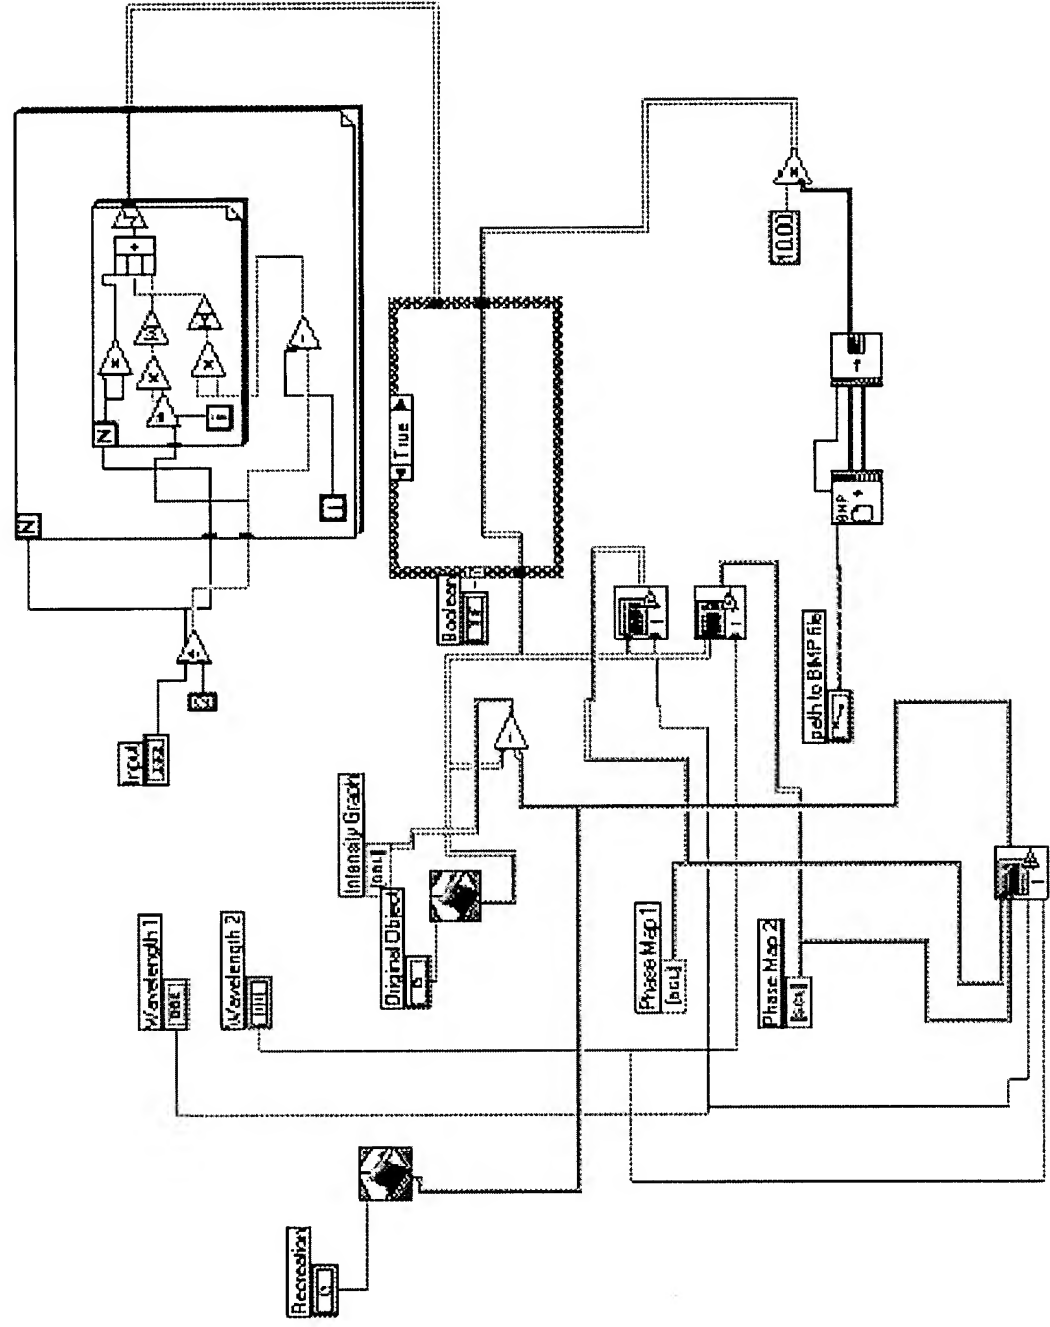 N
N
i
i
Input
True
Boolean
TF
10.00
BMP
path to BMP file
Intensity Graph
Original Object
Wavelength 1
Wavelength 2
Phase Map 1
Phase Map 2
Recreation